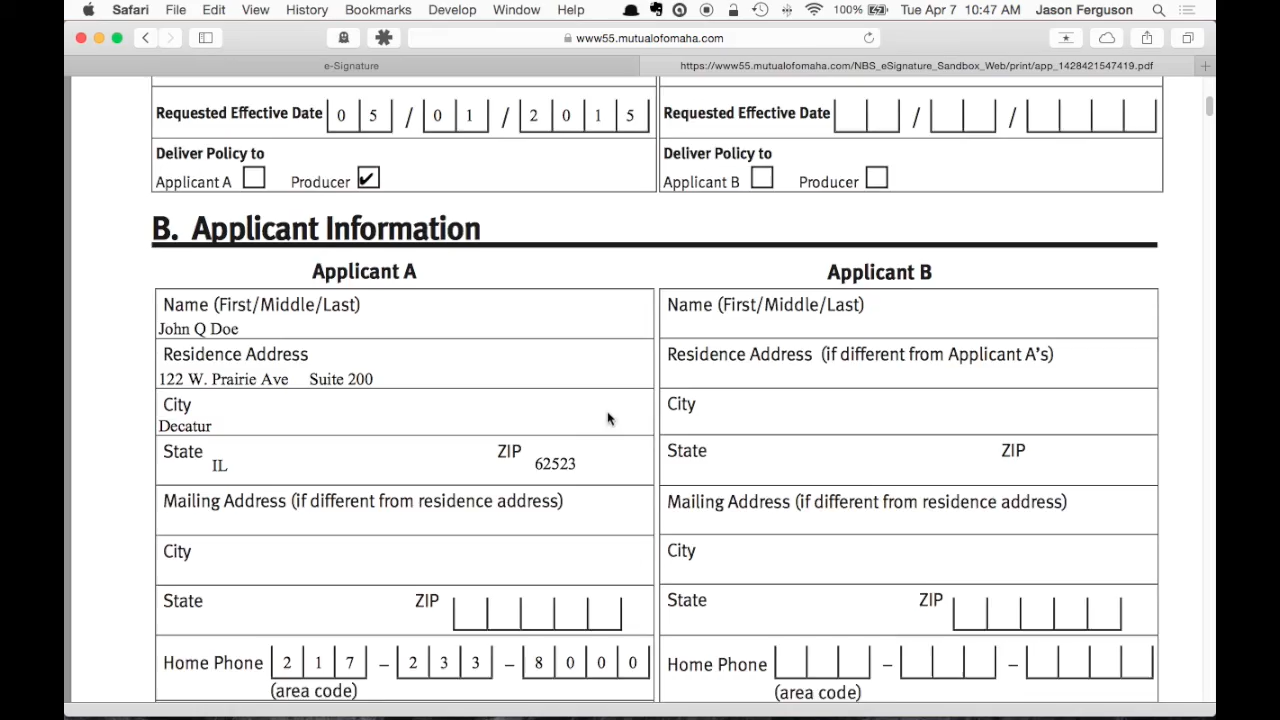 Safari File Edit View History Bookmarks Develop Window Help 100% Tue Apr 7 10:47 AM Jason Ferguson
www55.mutualofomaha.com
e-Signature https://www55.mutualofomaha.com/NBS_eSignature_Sandbox_Web/print/app_1428421547419.pdf
Requested Effective Date 0 5 / 0 1 / 2 0 1 5 Requested Effective Date / /
Deliver Policy to Deliver Policy to
Applicant A Producer ✔ Applicant B Producer
B. Applicant Information
Applicant A Applicant B
Name (First/Middle/Last) Name (First/Middle/Last)
John Q Doe
Residence Address Residence Address (if different from Applicant A's)
122 W. Prairie Ave Suite 200
City City
Decatur
State ZIP State ZIP
IL 62523
Mailing Address (if different from residence address) Mailing Address (if different from residence address)
City City
State ZIP State ZIP
Home Phone 2 1 7 – 2 3 3 – 8 0 0 0 Home Phone – –
(area code) (area code)